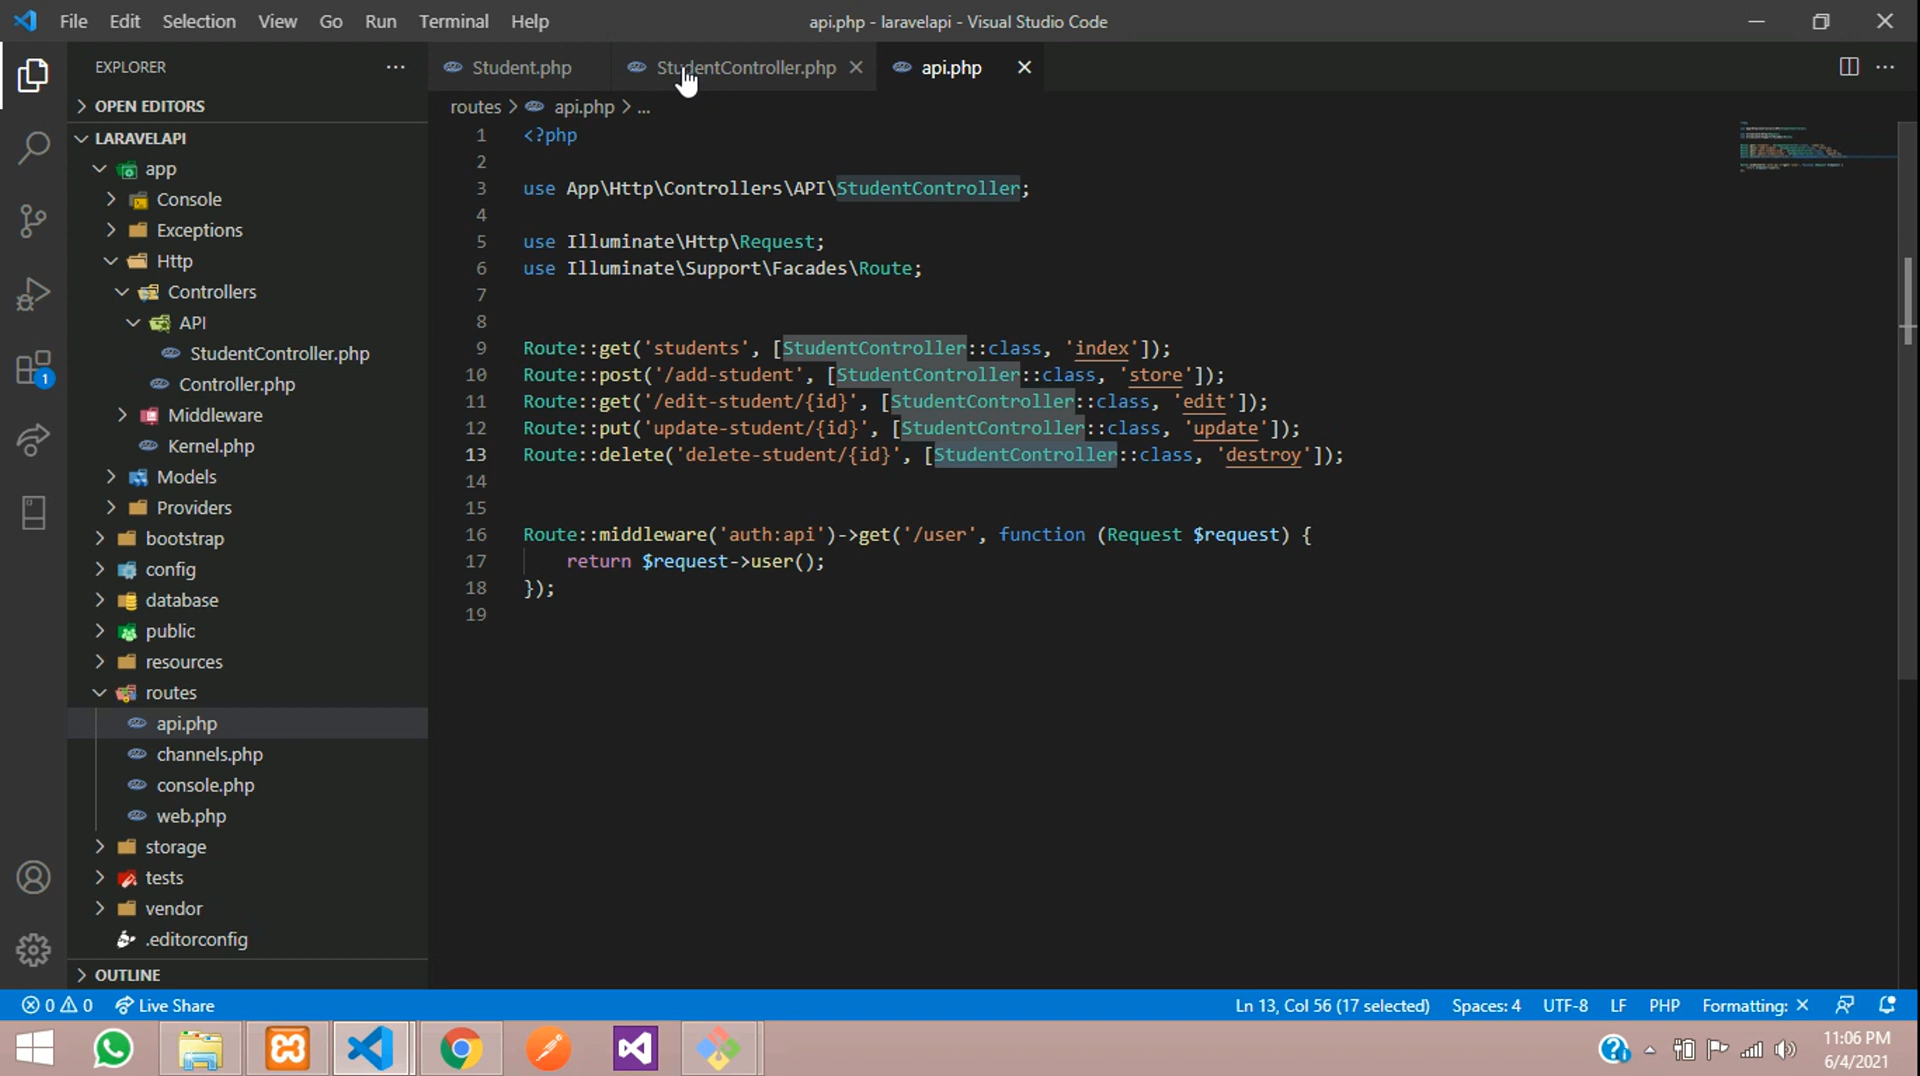 File Edit Selection View Go Run Terminal Help
api.php - laravelapi - Visual Studio Code
EXPLORER
OPEN EDITORS
LARAVELAPI
app
Console
Exceptions
Http
Controllers
API
StudentController.php
Controller.php
Middleware
Kernel.php
Models
Providers
bootstrap
config
database
public
resources
routes
api.php
channels.php
console.php
web.php
storage
tests
vendor
.editorconfig
OUTLINE
1
Student.php StudentController.php api.php
routes > api.php > ...
1 <?php
2
3 use App\Http\Controllers\API\StudentController;
4
5 use Illuminate\Http\Request;
6 use Illuminate\Support\Facades\Route;
7
8
9 Route::get('students', [StudentController::class, 'index']);
10 Route::post('/add-student', [StudentController::class, 'store']);
11 Route::get('/edit-student/{id}', [StudentController::class, 'edit']);
12 Route::put('update-student/{id}', [StudentController::class, 'update']);
13 Route::delete('delete-student/{id}', [StudentController::class, 'destroy']);
14
15
16 Route::middleware('auth:api')->get('/user', function (Request $request) {
17 return $request->user();
18 });
19
0 0 Live Share
Ln 13, Col 56 (17 selected) Spaces: 4 UTF-8 LF PHP Formatting: ×
11:06 PM
6/4/2021